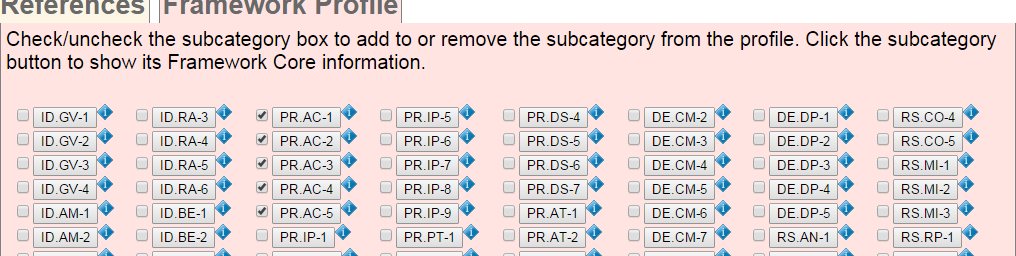 References Framework Profile
Check/uncheck the subcategory box to add to or remove the subcategory from the profile. Click the subcategory
button to show its Framework Core information.
ID.GV-1 ID.RA-3 PR.AC-1 PR.IP-5 PR.DS-4 DE.CM-2 DE.DP-1 RS.CO-4
ID.GV-2 ID.RA-4 PR.AC-2 PR.IP-6 PR.DS-5 DE.CM-3 DE.DP-2 RS.CO-5
ID.GV-3 ID.RA-5 PR.AC-3 PR.IP-7 PR.DS-6 DE.CM-4 DE.DP-3 RS.MI-1
ID.GV-4 ID.RA-6 PR.AC-4 PR.IP-8 PR.DS-7 DE.CM-5 DE.DP-4 RS.MI-2
ID.AM-1 ID.BE-1 PR.AC-5 PR.IP-9 PR.AT-1 DE.CM-6 DE.DP-5 RS.MI-3
ID.AM-2 ID.BE-2 PR.IP-1 PR.PT-1 PR.AT-2 DE.CM-7 RS.AN-1 RS.RP-1